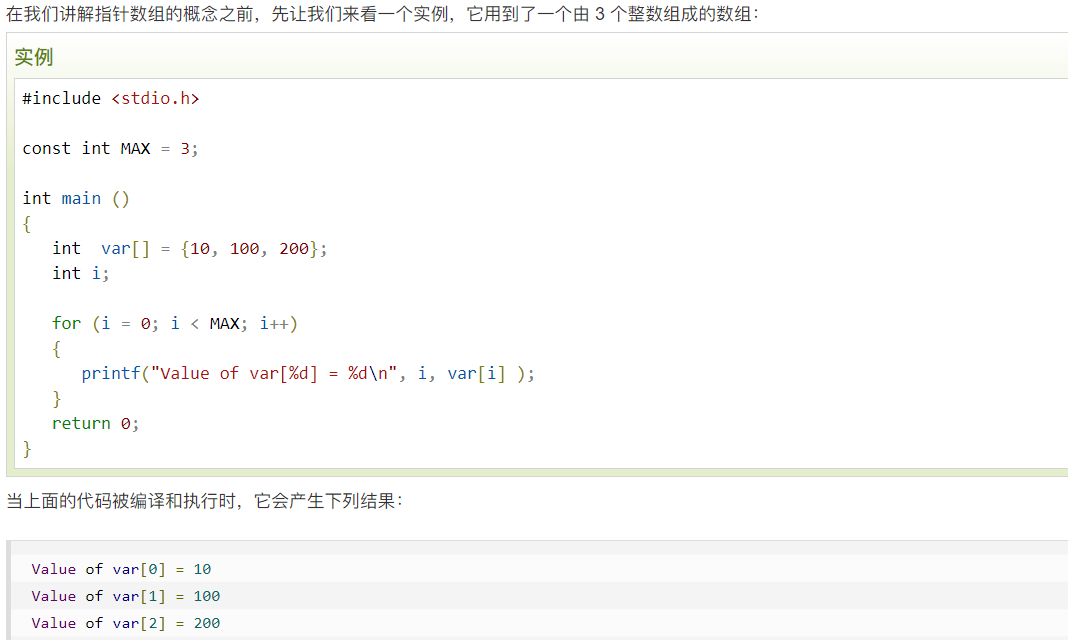 在我们讲解指针数组的概念之前，先让我们来看一个实例，它用到了一个由 3 个整数组成的数组：
实例
#include <stdio.h>
const int MAX = 3;
int main ()
{
   int  var[] = {10, 100, 200};
   int i;
   for (i = 0; i < MAX; i++)
   {
      printf("Value of var[%d] = %d\n", i, var[i] );
   }
   return 0;
}
当上面的代码被编译和执行时，它会产生下列结果：
Value of var[0] = 10
Value of var[1] = 100
Value of var[2] = 200